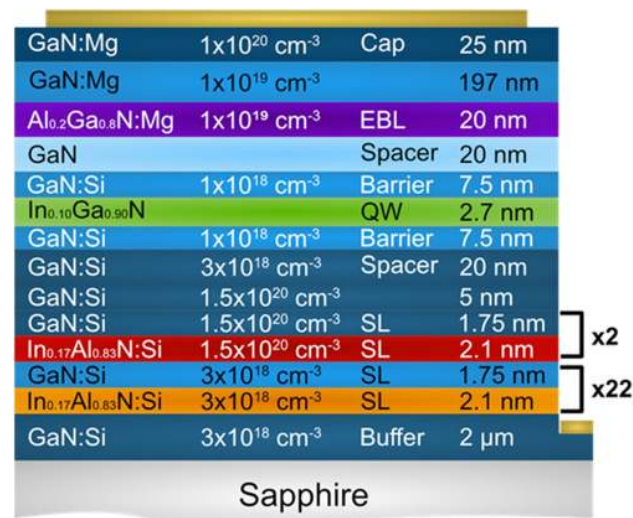 GaN:Mg 1x10²⁰ cm⁻³ Cap 25 nm
GaN:Mg 1x10¹⁹ cm⁻³ 197 nm
Al₀.₂Ga₀.₈N:Mg 1x10¹⁹ cm⁻³ EBL 20 nm
GaN Spacer 20 nm
GaN:Si 1x10¹⁸ cm⁻³ Barrier 7.5 nm
In₀.₁₀Ga₀.₉₀N QW 2.7 nm
GaN:Si 1x10¹⁸ cm⁻³ Barrier 7.5 nm
GaN:Si 3x10¹⁸ cm⁻³ Spacer 20 nm
GaN:Si 1.5x10²⁰ cm⁻³ 5 nm
GaN:Si 1.5x10²⁰ cm⁻³ SL 1.75 nm
x2
In₀.₁₇Al₀.₈₃N:Si 1.5x10²⁰ cm⁻³ SL 2.1 nm
GaN:Si 3x10¹⁸ cm⁻³ SL 1.75 nm
x22
In₀.₁₇Al₀.₈₃N:Si 3x10¹⁸ cm⁻³ SL 2.1 nm
GaN:Si 3x10¹⁸ cm⁻³ Buffer 2 µm
Sapphire